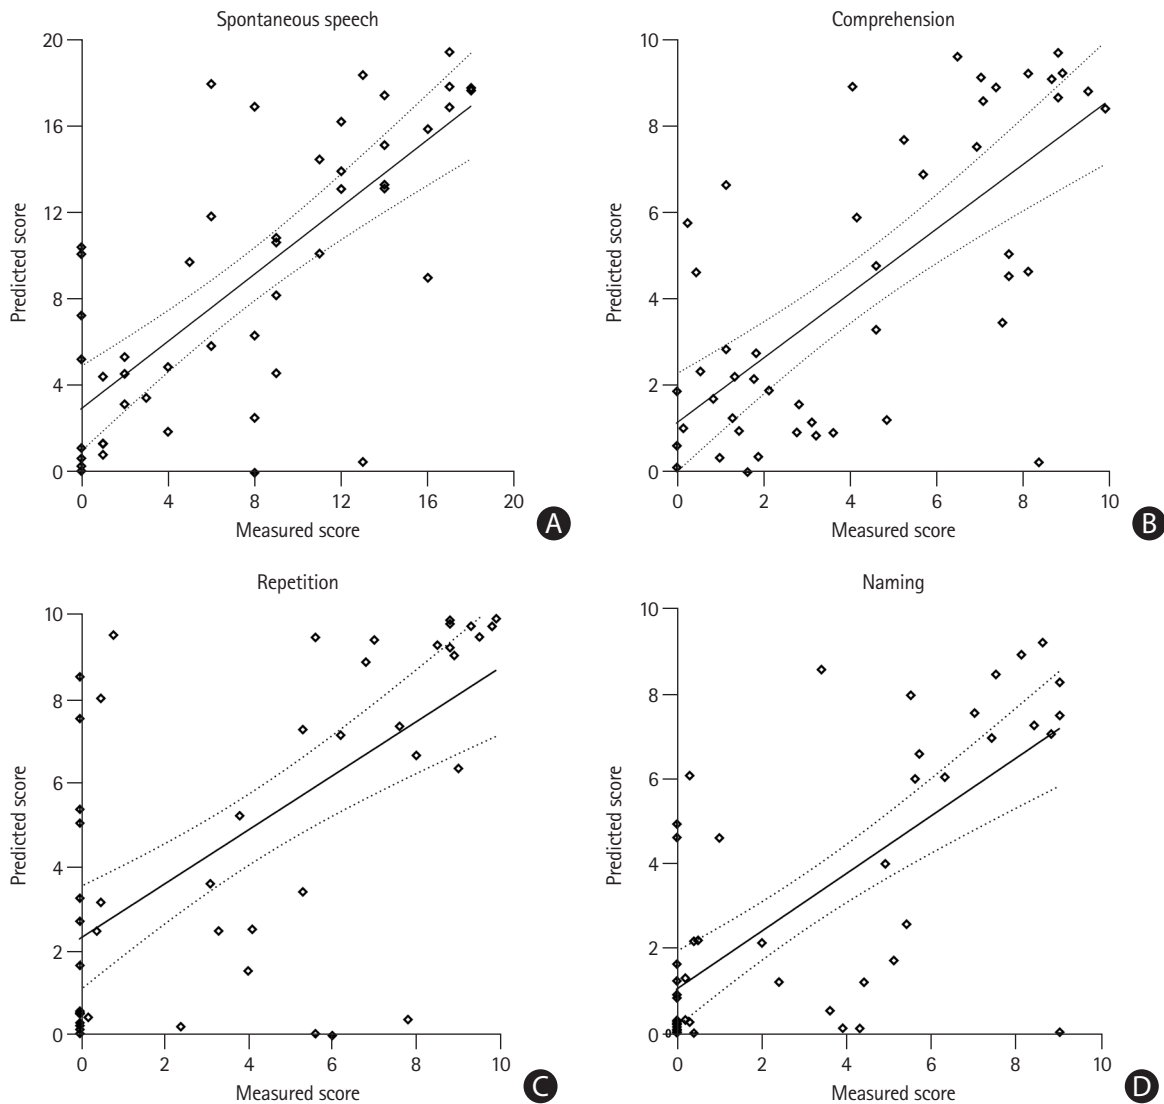 Spontaneous speech
20
16
12
8
4
0
Predicted score
0 4 8 12 16 20
Measured score
A
Comprehension
10
8
6
4
2
0
Predicted score
0 2 4 6 8 10
Measured score
B
Repetition
10
8
6
4
2
0
Predicted score
0 2 4 6 8 10
Measured score
C
Naming
10
8
6
4
2
0
Predicted score
0 2 4 6 8 10
Measured score
D